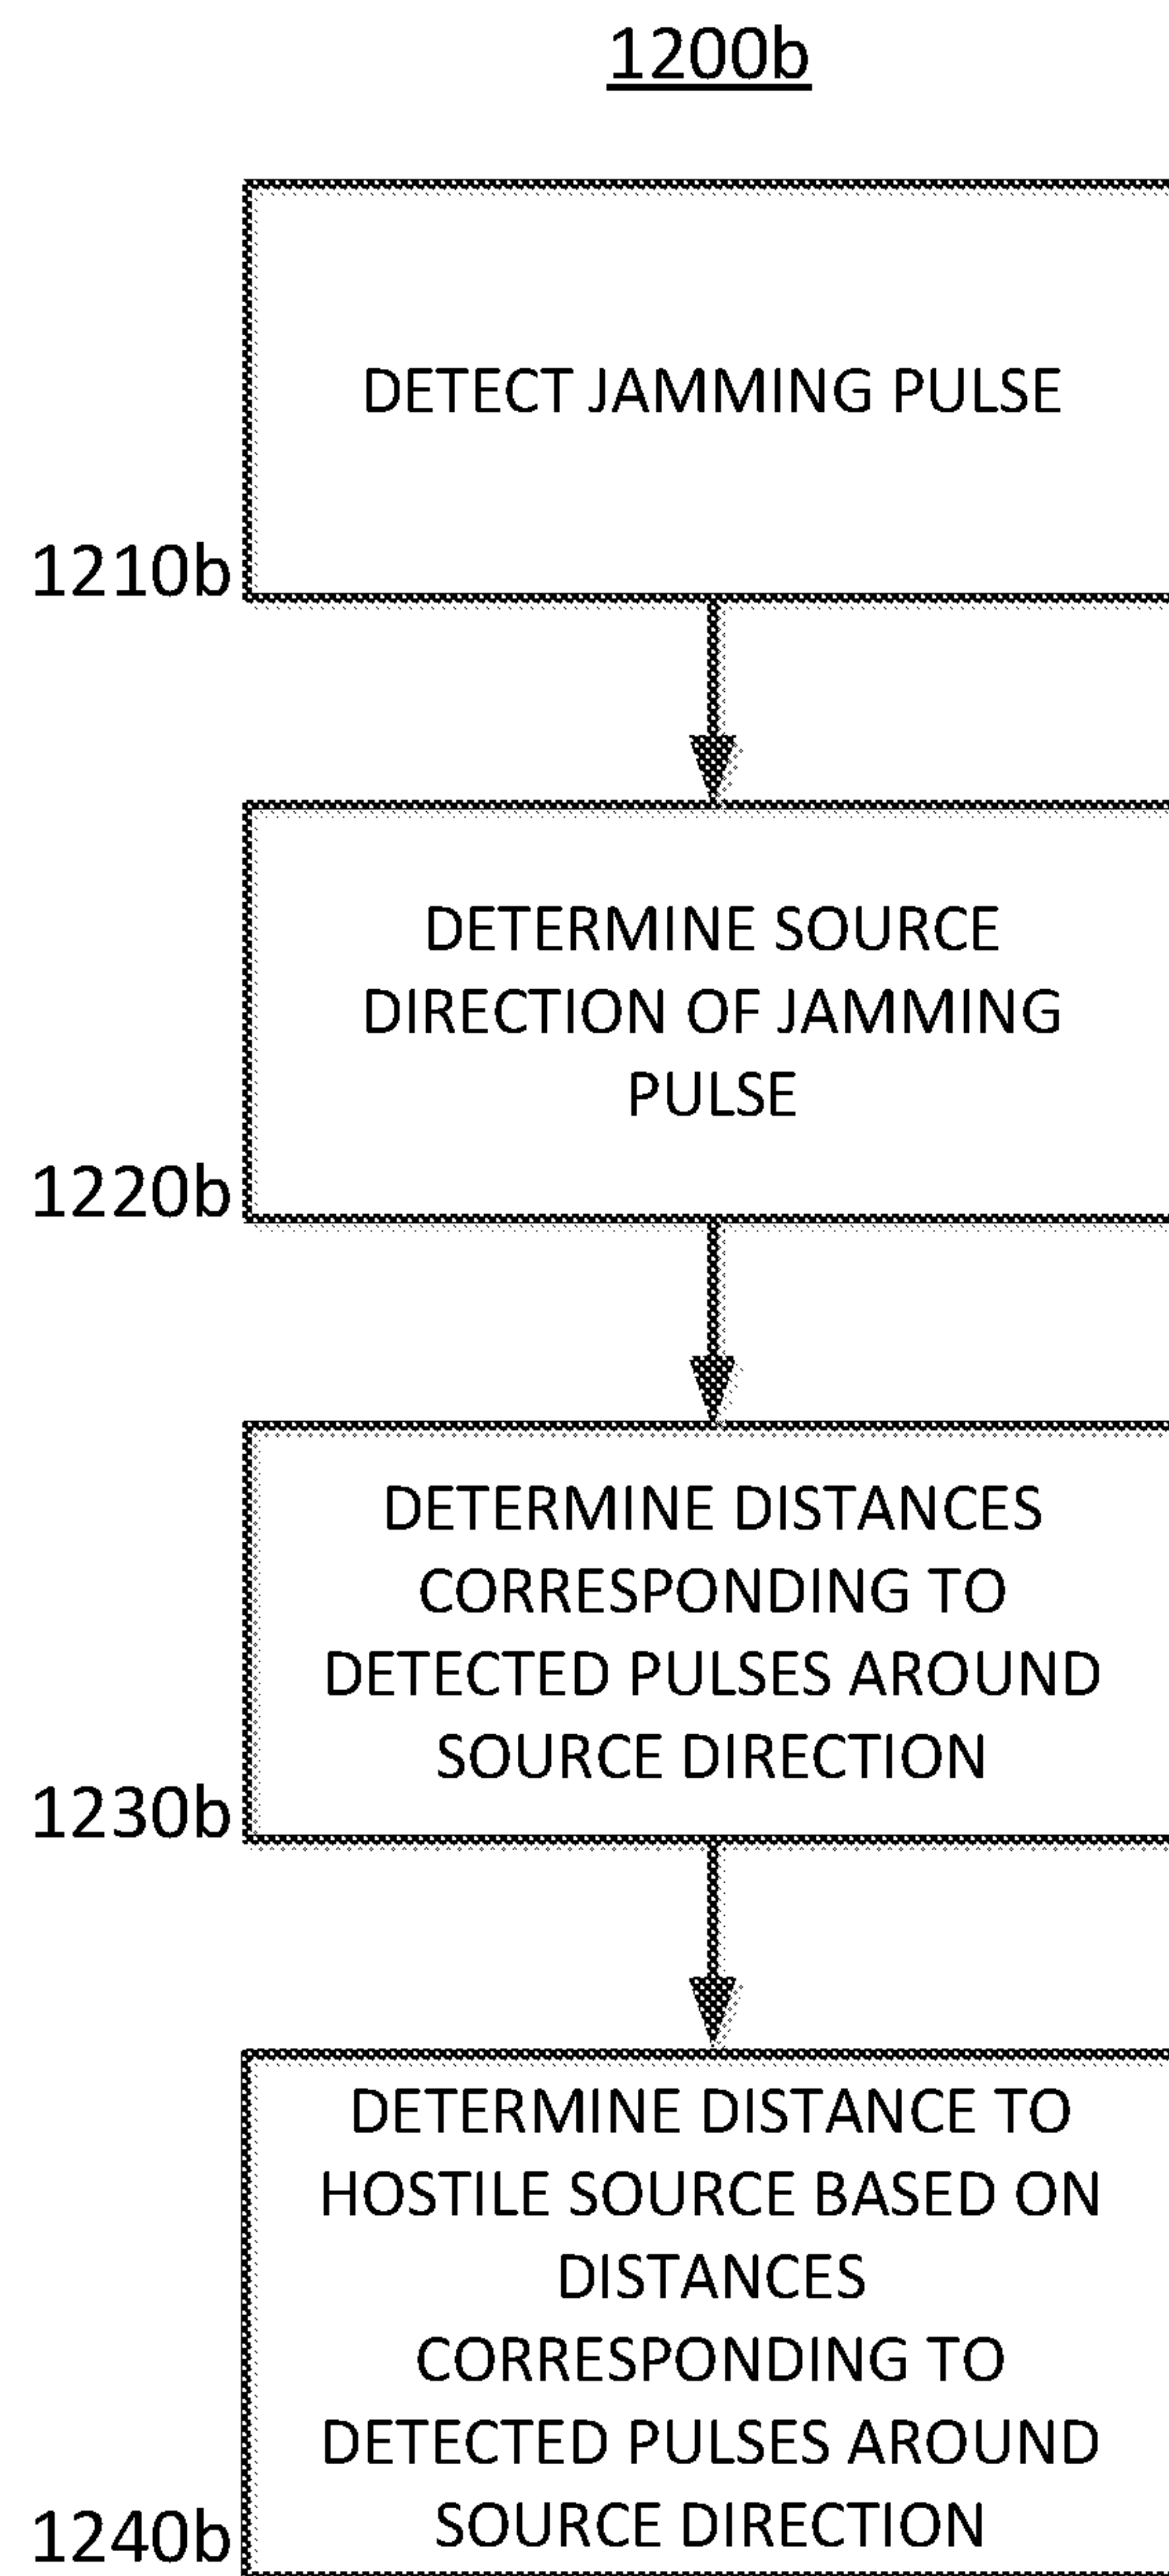 1200b
DETECT JAMMING PULSE
1210b
DETERMINE SOURCE
DIRECTION OF JAMMING
PULSE
1220b
DETERMINE DISTANCES
CORRESPONDING TO
DETECTED PULSES AROUND
SOURCE DIRECTION
1230b
DETERMINE DISTANCE TO
HOSTILE SOURCE BASED ON
DISTANCES
CORRESPONDING TO
DETECTED PULSES AROUND
SOURCE DIRECTION
1240b